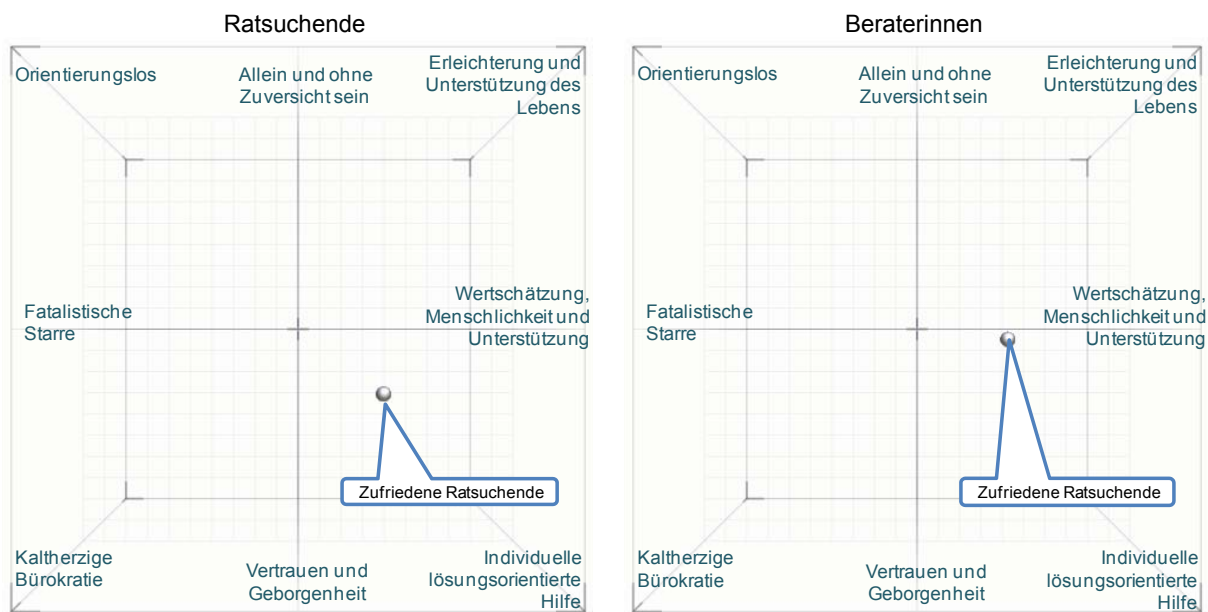 Ratsuchende
Orientierungslos
Allein und ohne
Zuversicht sein
Erleichterung und
Unterstützung des
Lebens
Fatalistische
Starre
Wertschätzung,
Menschlichkeit und
Unterstützung
Zufriedene Ratsuchende
Kaltherzige
Bürokratie
Vertrauen und
Geborgenheit
Individuelle
lösungsorientierte
Hilfe
Beraterinnen
Orientierungslos
Allein und ohne
Zuversicht sein
Erleichterung und
Unterstützung des
Lebens
Fatalistische
Starre
Wertschätzung,
Menschlichkeit und
Unterstützung
Zufriedene Ratsuchende
Kaltherzige
Bürokratie
Vertrauen und
Geborgenheit
Individuelle
lösungsorientierte
Hilfe